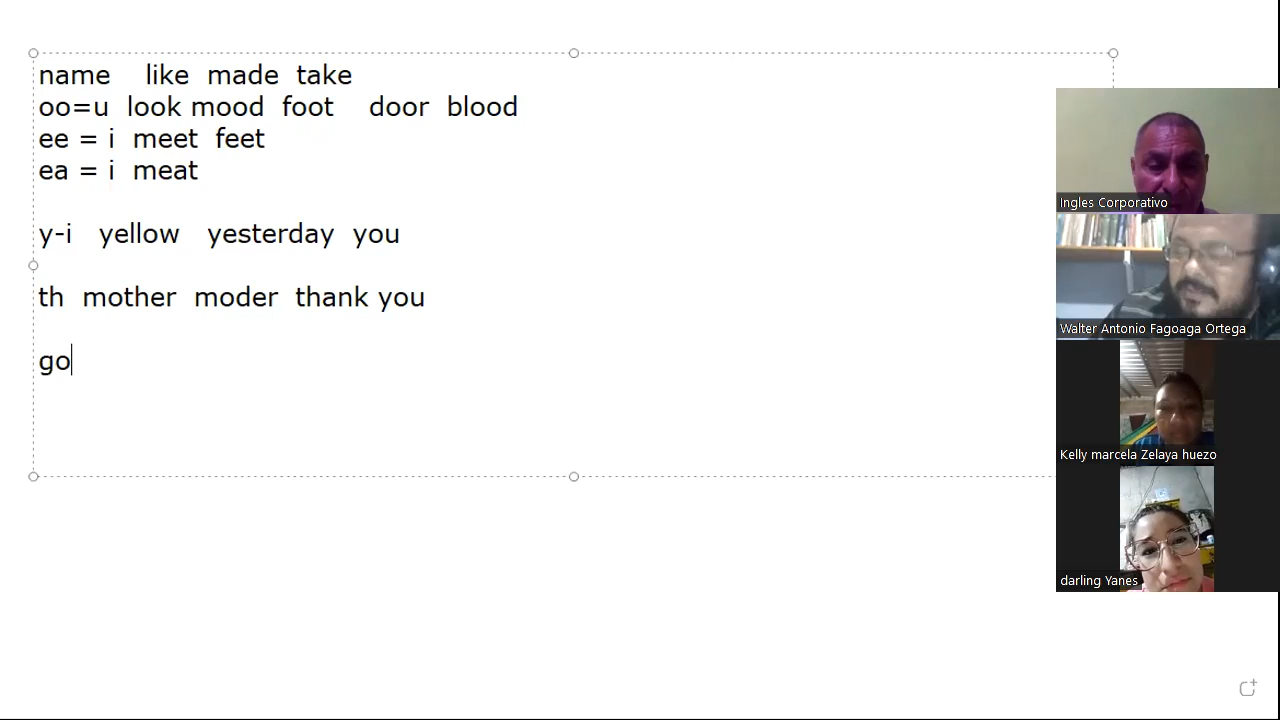 name like made take
oo=u look mood foot door blood
ee = i meet feet
ea = i meat
y-i yellow yesterday you
th mother moder thank you
go
Ingles Corporativo
Walter Antonio Fagoaga Ortega
Kelly marcela Zelaya huezo
darling Yanes